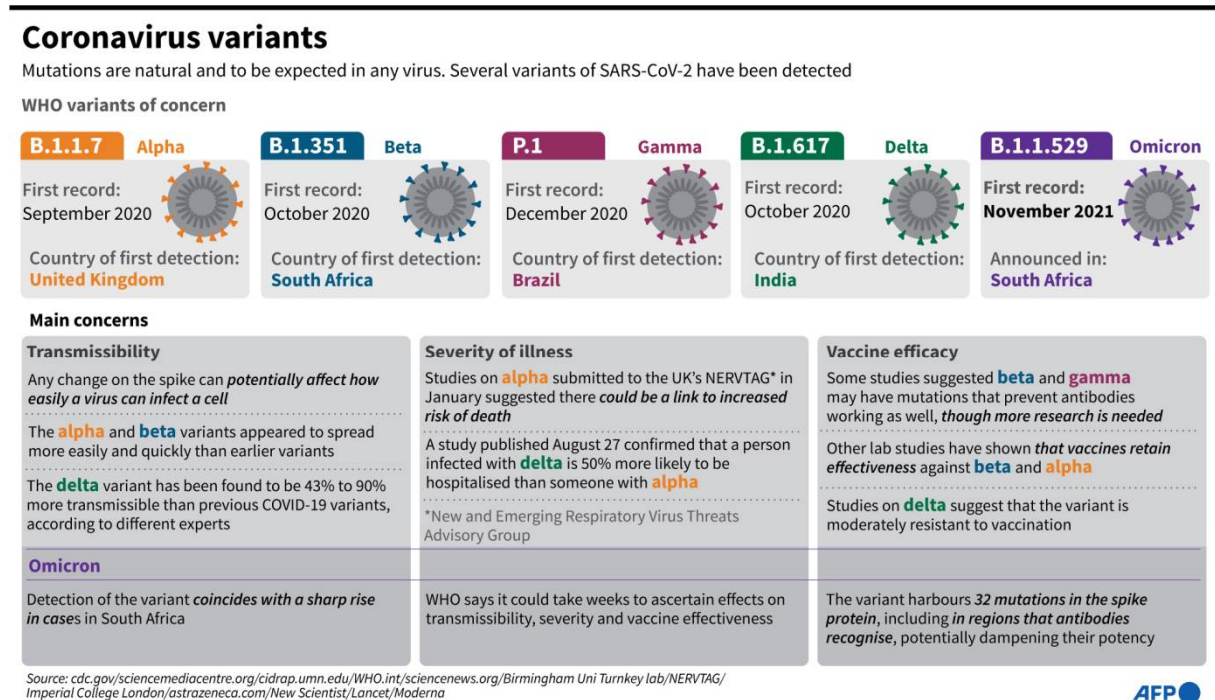 Coronavirus variants
Mutations are natural and to be expected in any virus. Several variants of SARS-CoV-2 have been detected
WHO variants of concern
B.1.1.7 Alpha
First record:
September 2020
Country of first detection:
United Kingdom
B.1.351 Beta
First record:
October 2020
Country of first detection:
South Africa
P.1 Gamma
First record:
December 2020
Country of first detection:
Brazil
B.1.617 Delta
First record:
October 2020
Country of first detection:
India
B.1.1.529 Omicron
First record:
November 2021
Announced in:
South Africa
Main concerns
Transmissibility
Any change on the spike can potentially affect how
easily a virus can infect a cell
The alpha and beta variants appeared to spread
more easily and quickly than earlier variants
The delta variant has been found to be 43% to 90%
more transmissible than previous COVID-19 variants,
according to different experts
Severity of illness
Studies on alpha submitted to the UK's NERVTAG* in
January suggested there could be a link to increased
risk of death
A study published August 27 confirmed that a person
infected with delta is 50% more likely to be
hospitalised than someone with alpha
*New and Emerging Respiratory Virus Threats
Advisory Group
Vaccine efficacy
Some studies suggested beta and gamma
may have mutations that prevent antibodies
working as well, though more research is needed
Other lab studies have shown that vaccines retain
effectiveness against beta and alpha
Studies on delta suggest that the variant is
moderately resistant to vaccination
Omicron
Detection of the variant coincides with a sharp rise
in cases in South Africa
WHO says it could take weeks to ascertain effects on
transmissibility, severity and vaccine effectiveness
The variant harbours 32 mutations in the spike
protein, including in regions that antibodies
recognise, potentially dampening their potency
Source: cdc.gov/sciencemediacentre.org/cidrap.umn.edu/WHO.int/sciencenews.org/Birmingham Uni Turnkey lab/NERVTAG/
Imperial College London/astrazeneca.com/New Scientist/Lancet/Moderna
AFP